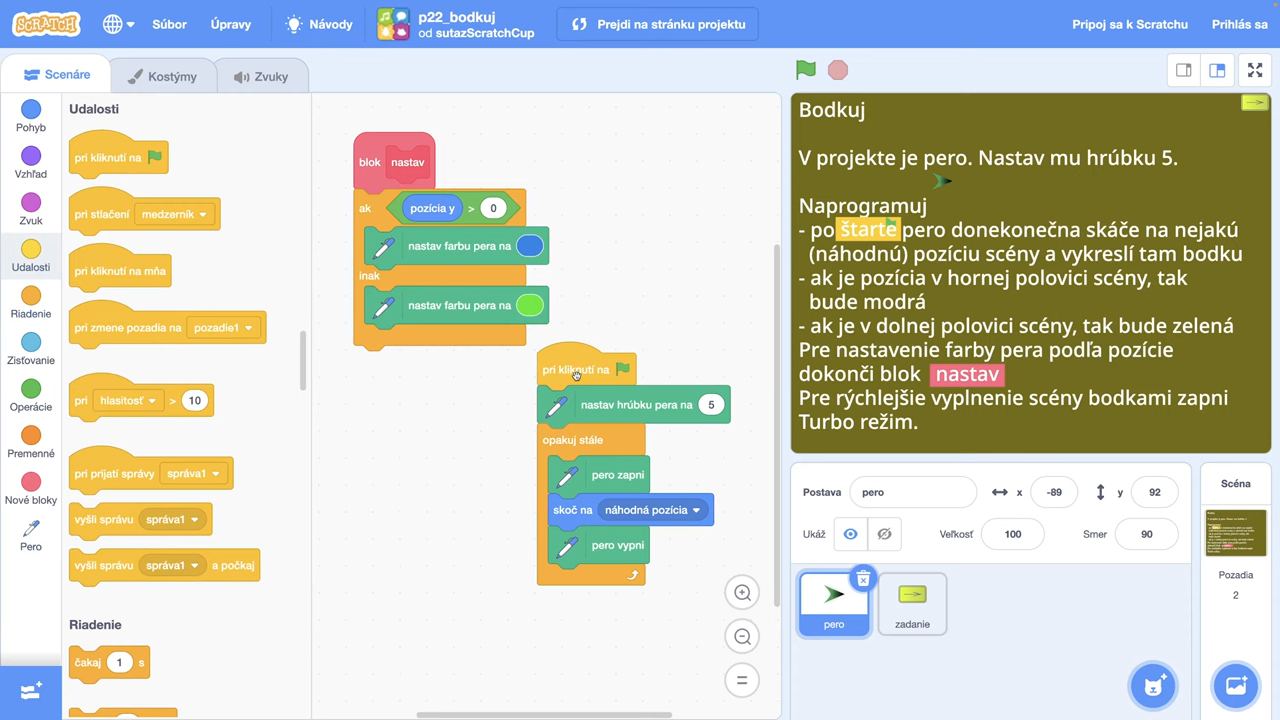 SCRATCH
Súbor
Úpravy
Návody
p22_bodkuj
od sutazScratchCup
Prejdi na stránku projektu
Pripoj sa k Scratchu
Prihlás sa
Scenáre
Kostýmy
Zvuky
Pohyb
Vzhľad
Zvuk
Udalosti
Riadenie
Zisťovanie
Operácie
Premenné
Nové bloky
Pero
Udalosti
pri kliknutí na
pri stlačení medzerník
pri kliknutí na mňa
pri zmene pozadia na pozadie1
pri hlasitosť > 10
pri prijatí správy správa1
vyšli správu správa1
vyšli správu správa1 a počkaj
Riadenie
čakaj 1 s
blok nastav
ak pozícia y > 0
nastav farbu pera na
inak
nastav farbu pera na
pri kliknutí na
nastav hrúbku pera na 5
opakuj stále
pero zapni
skoč na náhodná pozícia
pero vypni
Bodkuj
V projekte je pero. Nastav mu hrúbku 5.
Naprogramuj
- po štarte pero donekonečna skáče na nejakú
(náhodnú) pozíciu scény a vykreslí tam bodku
- ak je pozícia v hornej polovici scény, tak
bude modrá
- ak je v dolnej polovici scény, tak bude zelená
Pre nastavenie farby pera podľa pozície
dokonči blok nastav
Pre rýchlejšie vyplnenie scény bodkami zapni
Turbo režim.
Postava pero x -89 y 92
Ukáž Veľkosť 100 Smer 90
pero
zadanie
Scéna
Pozadia
2